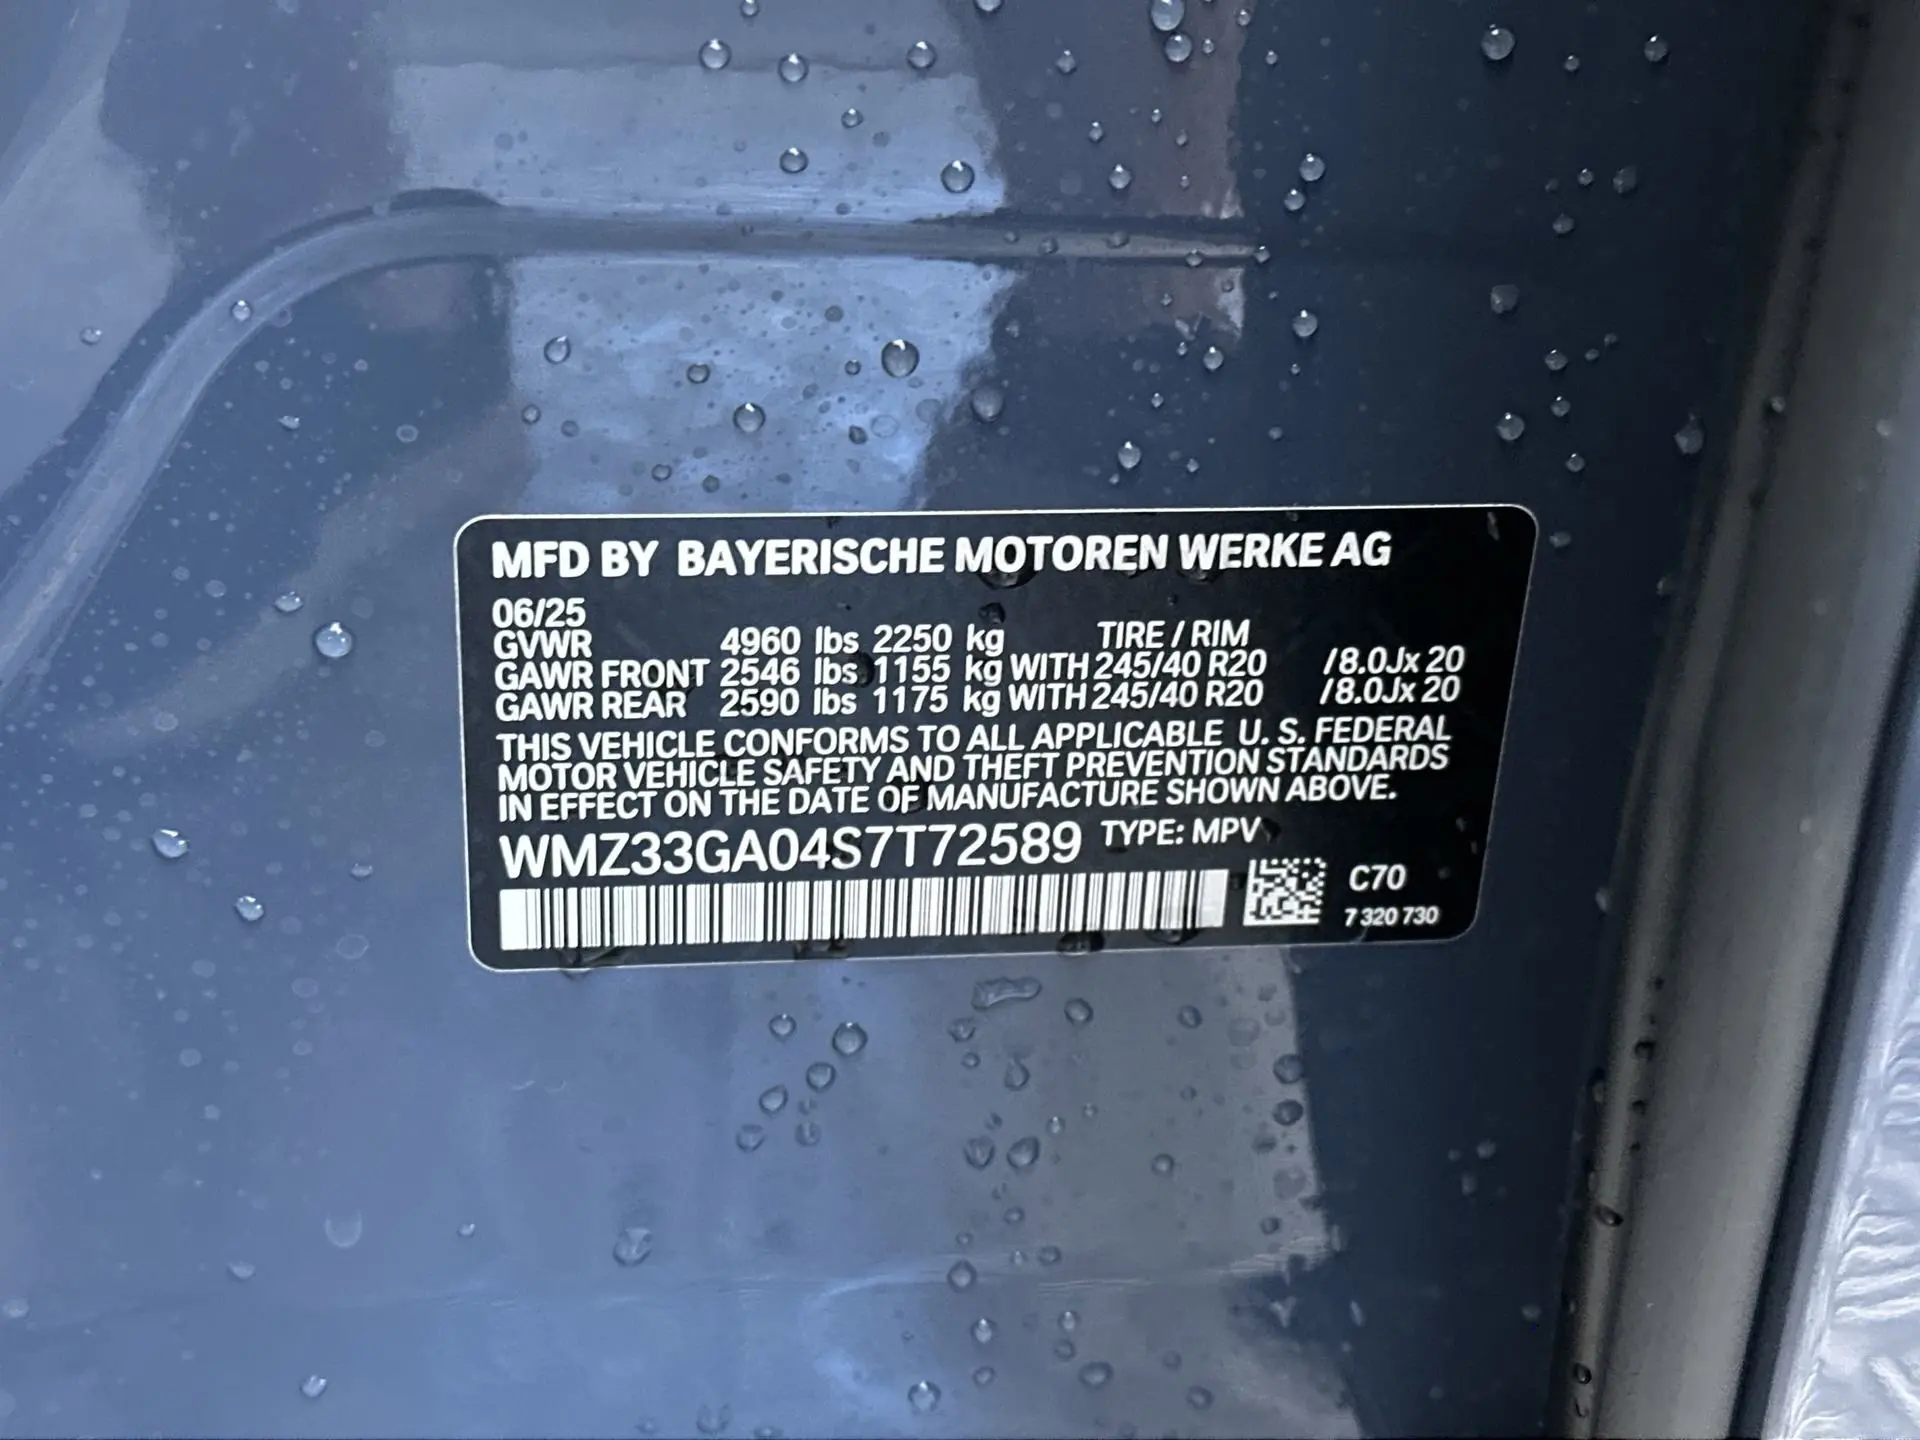 MFD BY BAYERISCHE MOTOREN WERKE AG
06/25
GVWR 4960 lbs 2250 kg TIRE / RIM
GAWR FRONT 2546 lbs 1155 kg WITH 245/40 R20 /8.0Jx 20
GAWR REAR 2590 lbs 1175 kg WITH 245/40 R20 /8.0Jx 20
THIS VEHICLE CONFORMS TO ALL APPLICABLE U. S. FEDERAL
MOTOR VEHICLE SAFETY AND THEFT PREVENTION STANDARDS
IN EFFECT ON THE DATE OF MANUFACTURE SHOWN ABOVE.
WMZ33GA04S7T72589 TYPE: MPV
C70
7 320 730